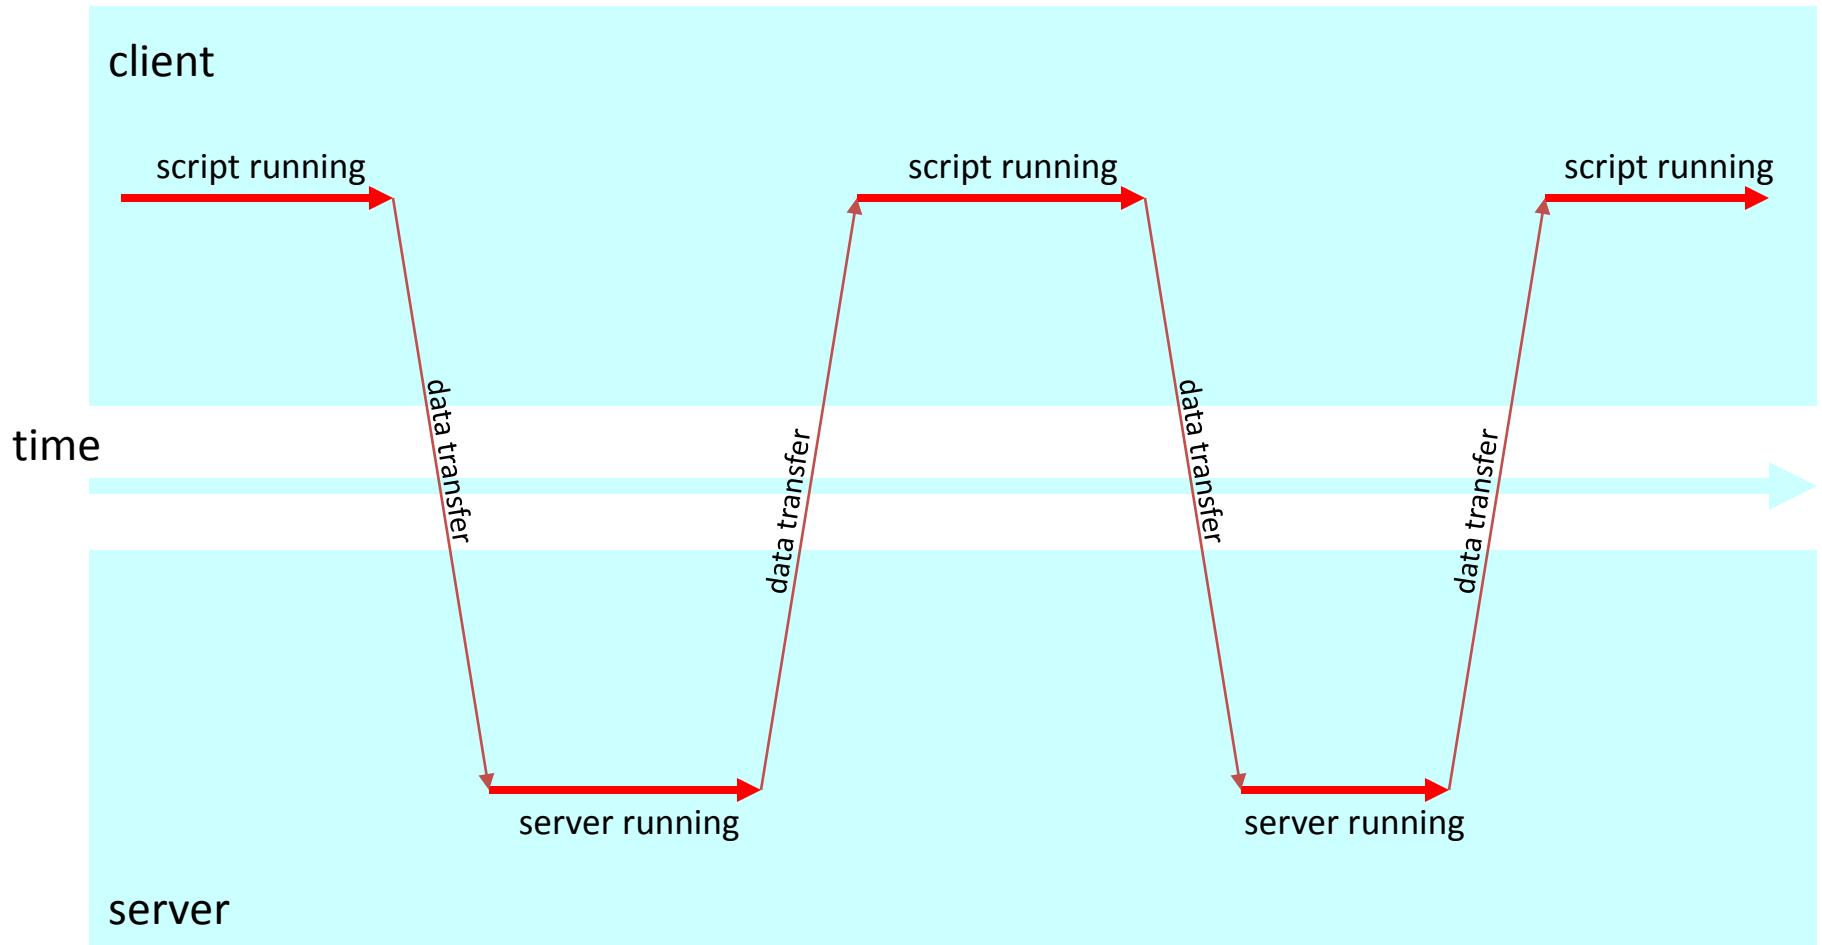 client
script running
script running
script running
data transfer
data transfer
data transfer
data transfer
time
server running
server running
server